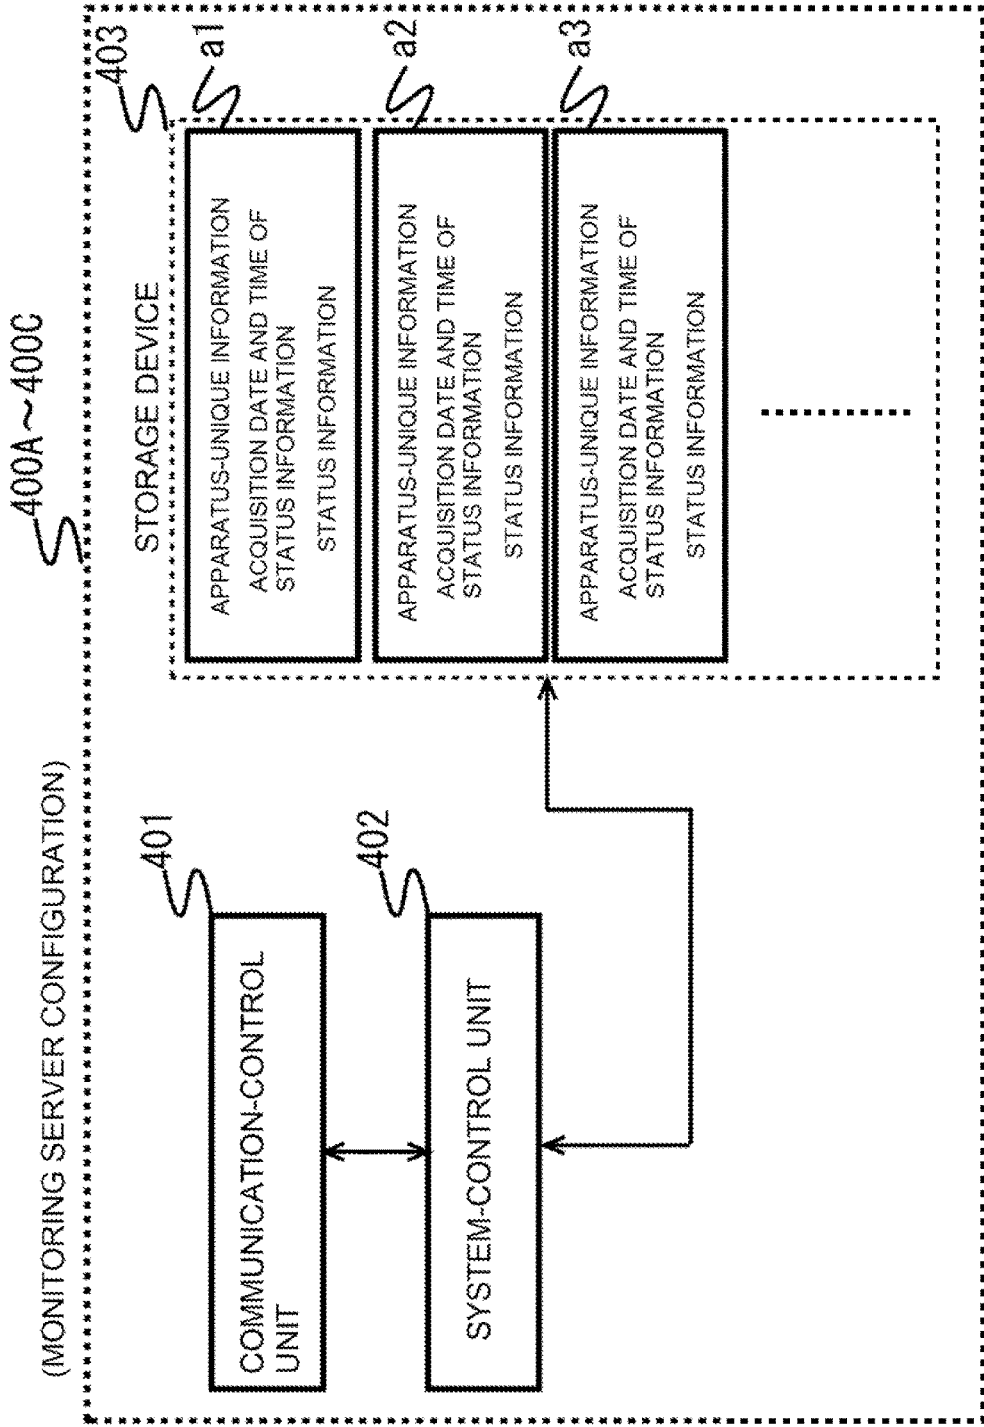 (MONITORING SERVER CONFIGURATION)
400A～400C
401
COMMUNICATION-CONTROL
UNIT
402
SYSTEM-CONTROL UNIT
STORAGE DEVICE
403
APPARATUS-UNIQUE INFORMATION
ACQUISITION DATE AND TIME OF
STATUS INFORMATION
STATUS INFORMATION
a1
APPARATUS-UNIQUE INFORMATION
ACQUISITION DATE AND TIME OF
STATUS INFORMATION
STATUS INFORMATION
a2
APPARATUS-UNIQUE INFORMATION
ACQUISITION DATE AND TIME OF
STATUS INFORMATION
STATUS INFORMATION
a3